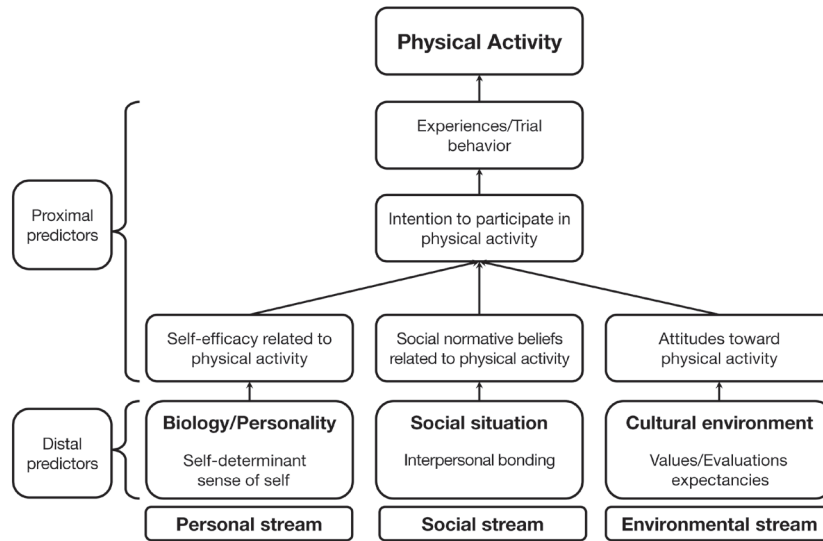 Physical Activity
Experiences/Trial
behavior
Proximal
predictors
Intention to participate in
physical activity
Self-efficacy related to
physical activity
Social normative beliefs
related to physical activity
Attitudes toward
physical activity
Distal
predictors
Biology/Personality
Self-determinant
sense of self
Social situation
Interpersonal bonding
Cultural environment
Values/Evaluations
expectancies
Personal stream
Social stream
Environmental stream